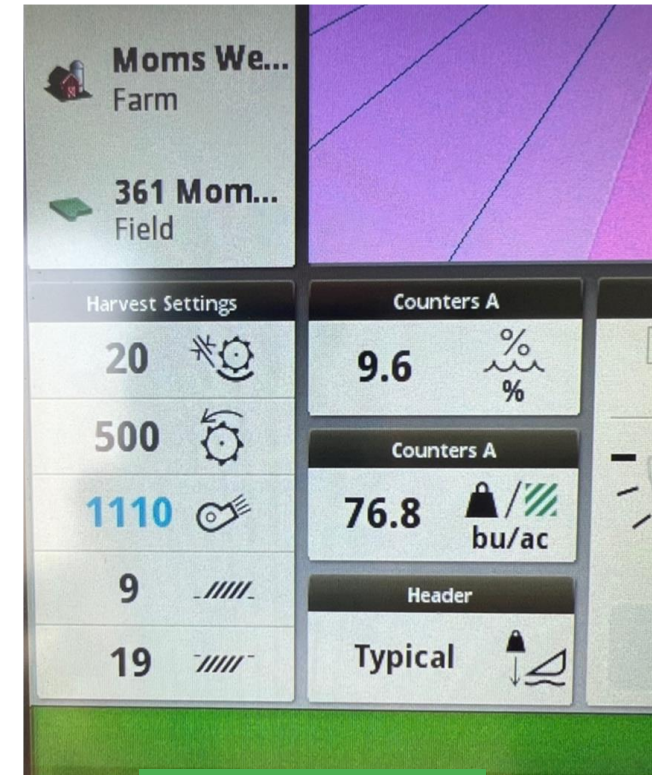 Moms We...
Farm
361 Mom...
Field
Harvest Settings
20
500
1110
9
19
Counters A
9.6
%
%
Counters A
76.8
/
bu/ac
Header
Typical